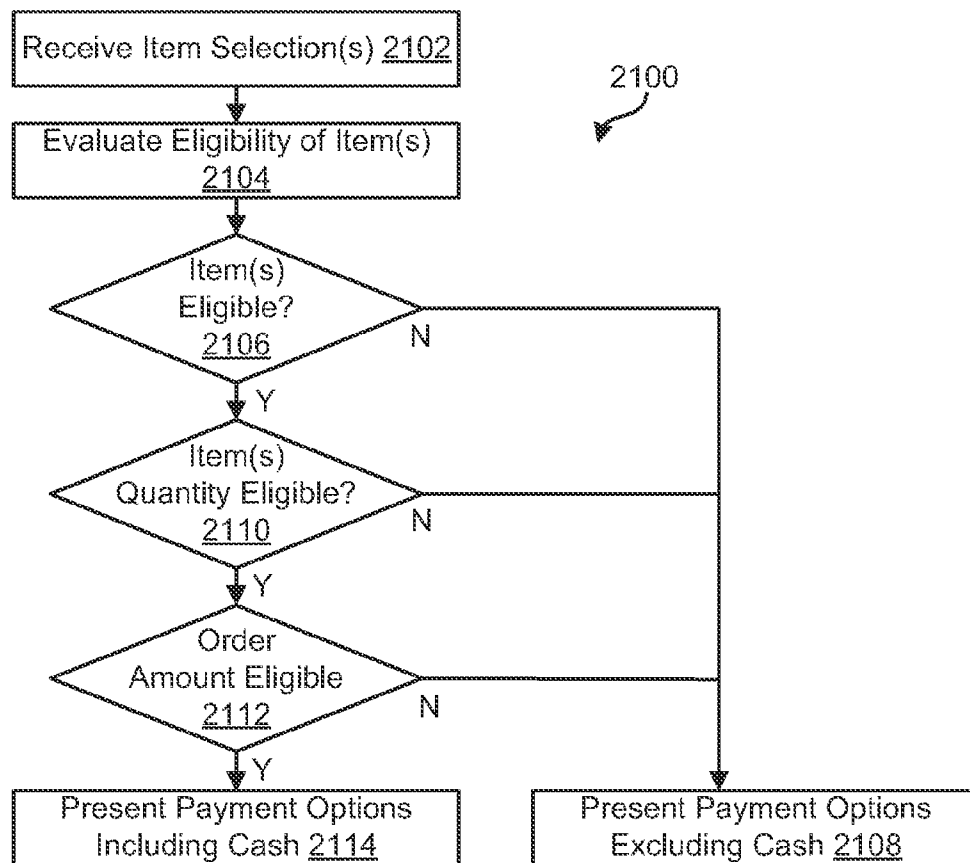 Receive Item Selection(s) 2102
2100
Evaluate Eligibility of Item(s)
2104
Item(s)
Eligible?
2106
N
Y
Item(s)
Quantity Eligible?
2110
N
Y
Order
Amount Eligible
2112
N
Y
Present Payment Options
Including Cash 2114
Present Payment Options
Excluding Cash 2108